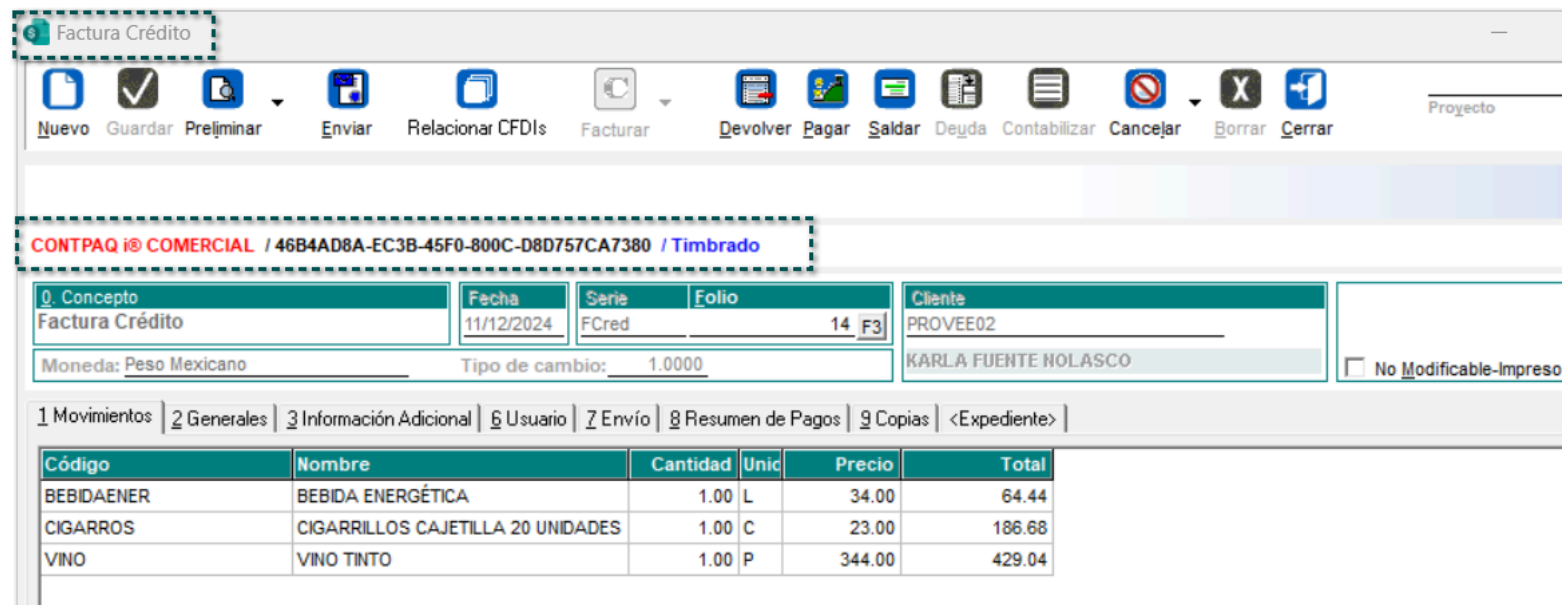 Factura Crédito
Nuevo Guardar Preliminar Enviar Relacionar CFDIs Facturar Devolver Pagar Saldar Deuda Contabilizar Cancelar Borrar Cerrar Proyecto
CONTPAQ i® COMERCIAL / 46B4AD8A-EC3B-45F0-800C-D8D757CA7380 / Timbrado
0. Concepto Fecha Serie Folio Cliente
Factura Crédito 11/12/2024 FCred 14 F3 PROVEE02
Moneda: Peso Mexicano Tipo de cambio: 1.0000 KARLA FUENTE NOLASCO No Modificable-Impreso
1 Movimientos 2 Generales 3 Información Adicional 6 Usuario 7 Envío 8 Resumen de Pagos 9 Copias <Expediente>
Código Nombre Cantidad Unid Precio Total
BEBIDAENER BEBIDA ENERGÉTICA 1.00 L 34.00 64.44
CIGARROS CIGARRILLOS CAJETILLA 20 UNIDADES 1.00 C 23.00 186.68
VINO VINO TINTO 1.00 P 344.00 429.04